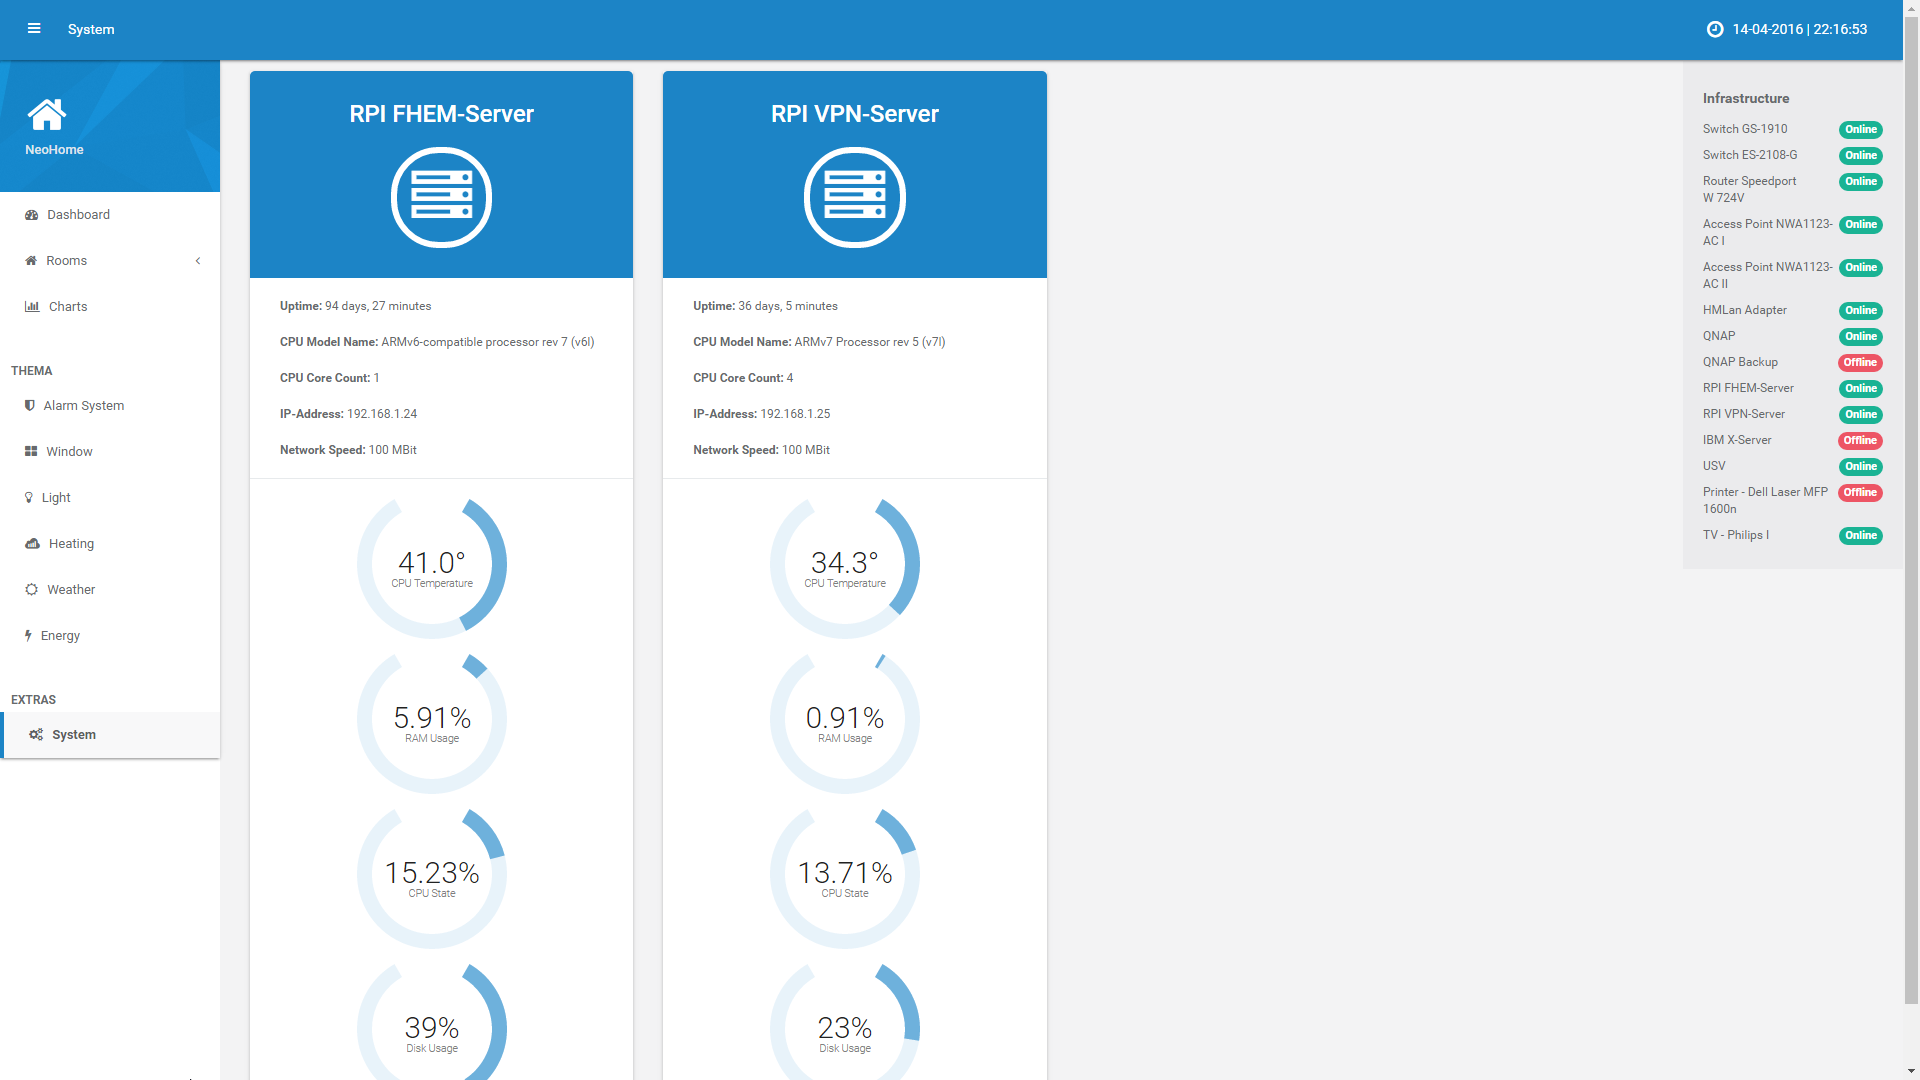 System
14-04-2016 | 22:16:53
NeoHome
Dashboard
Rooms
Charts
THEMA
Alarm System
Window
Light
Heating
Weather
Energy
EXTRAS
System
RPI FHEM-Server
Uptime: 94 days, 27 minutes
CPU Model Name: ARMv6-compatible processor rev 7 (v6l)
CPU Core Count: 1
IP-Address: 192.168.1.24
Network Speed: 100 MBit
41.0°
CPU Temperature
5.91%
RAM Usage
15.23%
CPU State
39%
Disk Usage
RPI VPN-Server
Uptime: 36 days, 5 minutes
CPU Model Name: ARMv7 Processor rev 5 (v7l)
CPU Core Count: 4
IP-Address: 192.168.1.25
Network Speed: 100 MBit
34.3°
CPU Temperature
0.91%
RAM Usage
13.71%
CPU State
23%
Disk Usage
Infrastructure
Switch GS-1910 Online
Switch ES-2108-G Online
Router Speedport Online
W 724V
Access Point NWA1123- Online
AC I
Access Point NWA1123- Online
AC II
HMLan Adapter Online
QNAP Online
QNAP Backup Offline
RPI FHEM-Server Online
RPI VPN-Server Online
IBM X-Server Offline
USV Online
Printer - Dell Laser MFP Offline
1600n
TV - Philips I Online